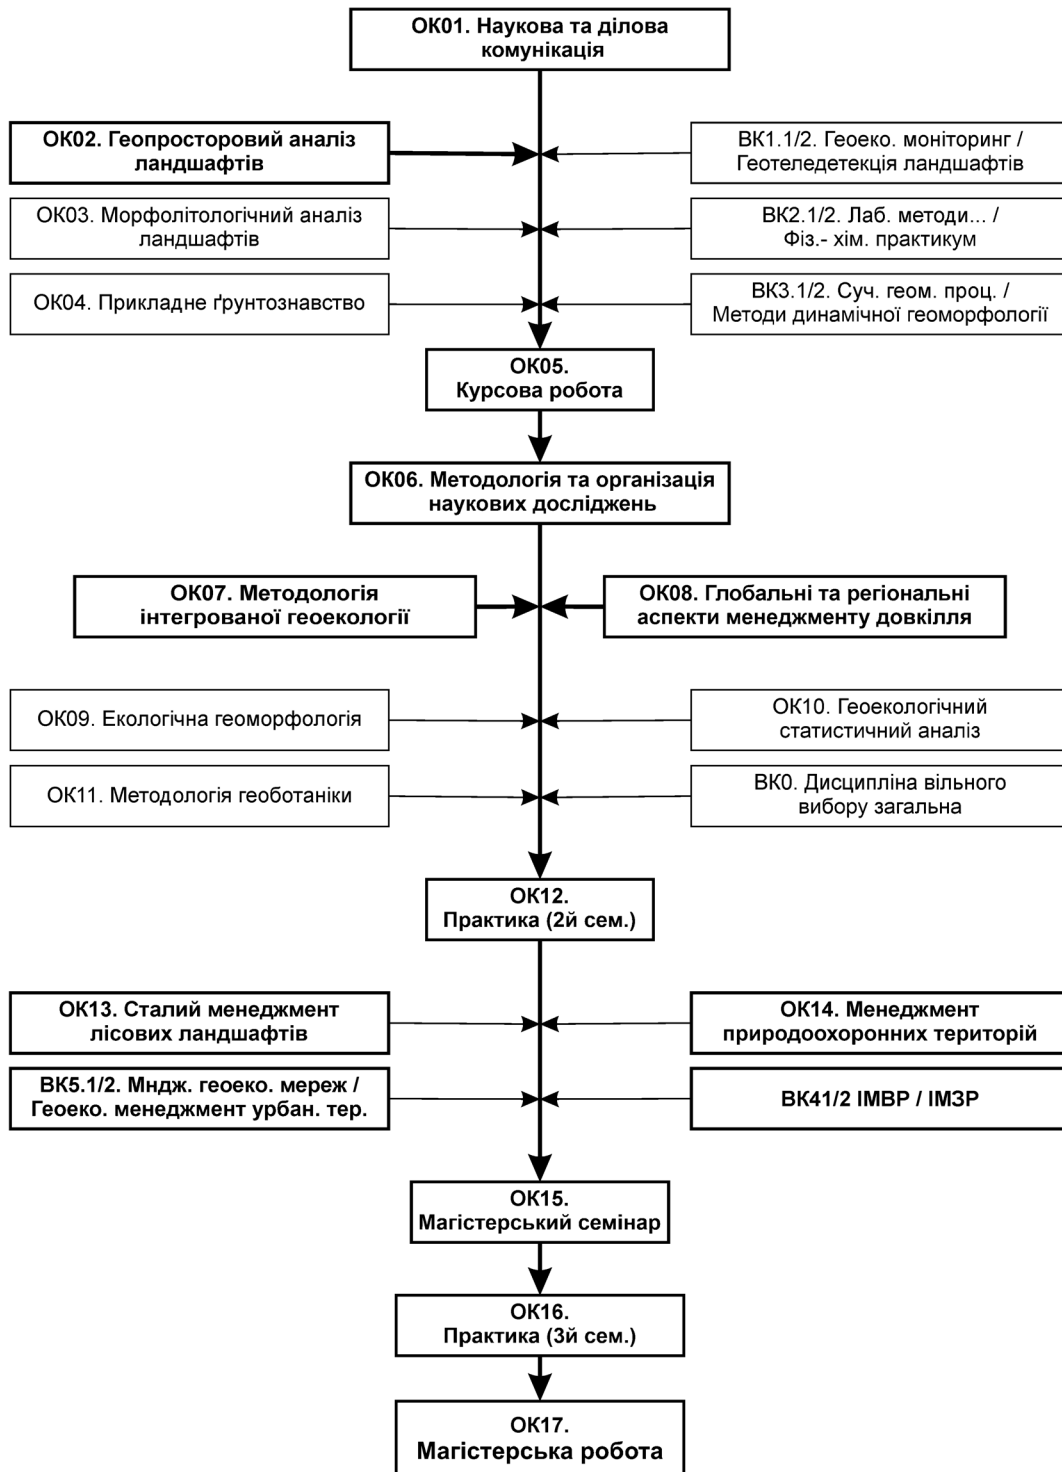 ОК01. Наукова та ділова
комунікація
ОК02. Геопросторовий аналіз
ландшафтів
ВК1.1/2. Геоеко. моніторинг /
Геотеледетекція ландшафтів
ОК03. Морфолітологічний аналіз
ландшафтів
ВК2.1/2. Лаб. методи... /
Фіз.- хім. практикум
ОК04. Прикладне ґрунтознавство
ВК3.1/2. Суч. геом. проц. /
Методи динамічної геоморфології
ОК05.
Курсова робота
ОК06. Методологія та організація
наукових досліджень
ОК07. Методологія
інтегрованої геоекології
ОК08. Глобальні та регіональні
аспекти менеджменту довкілля
ОК09. Екологічна геоморфологія
ОК10. Геоекологічний
статистичний аналіз
ОК11. Методологія геоботаніки
ВК0. Дисципліна вільного
вибору загальна
ОК12.
Практика (2й сем.)
ОК13. Сталий менеджмент
лісових ландшафтів
ОК14. Менеджмент
природоохоронних територій
ВК5.1/2. Мндж. геоеко. мереж /
Геоеко. менеджмент урбан. тер.
ВК41/2 ІМВР / ІМЗР
ОК15.
Магістерський семінар
ОК16.
Практика (3й сем.)
ОК17.
Магістерська робота